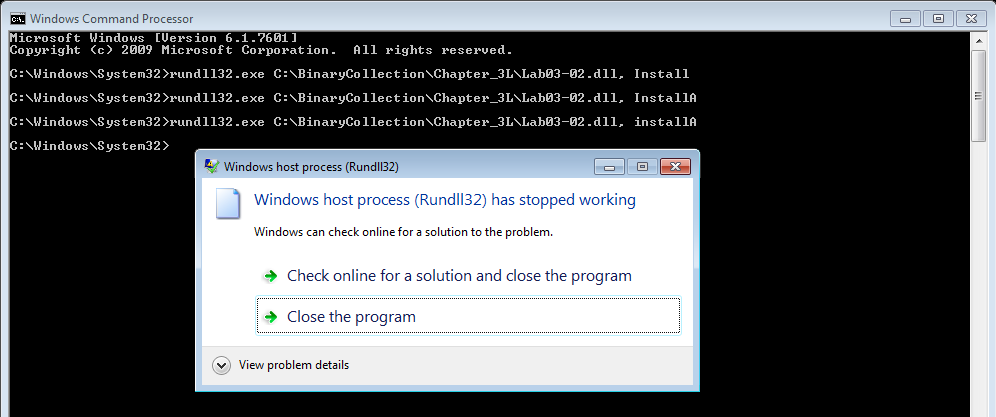 Windows Command Processor
Microsoft Windows [Version 6.1.7601]
Copyright (c) 2009 Microsoft Corporation.  All rights reserved.
C:\Windows\System32>rundll32.exe C:\BinaryCollection\Chapter_3L\Lab03-02.dll, Install
C:\Windows\System32>rundll32.exe C:\BinaryCollection\Chapter_3L\Lab03-02.dll, InstallA
C:\Windows\System32>rundll32.exe C:\BinaryCollection\Chapter_3L\Lab03-02.dll, installA
C:\Windows\System32>
Windows host process (Rundll32)
Windows host process (Rundll32) has stopped working
Windows can check online for a solution to the problem.
Check online for a solution and close the program
Close the program
View problem details